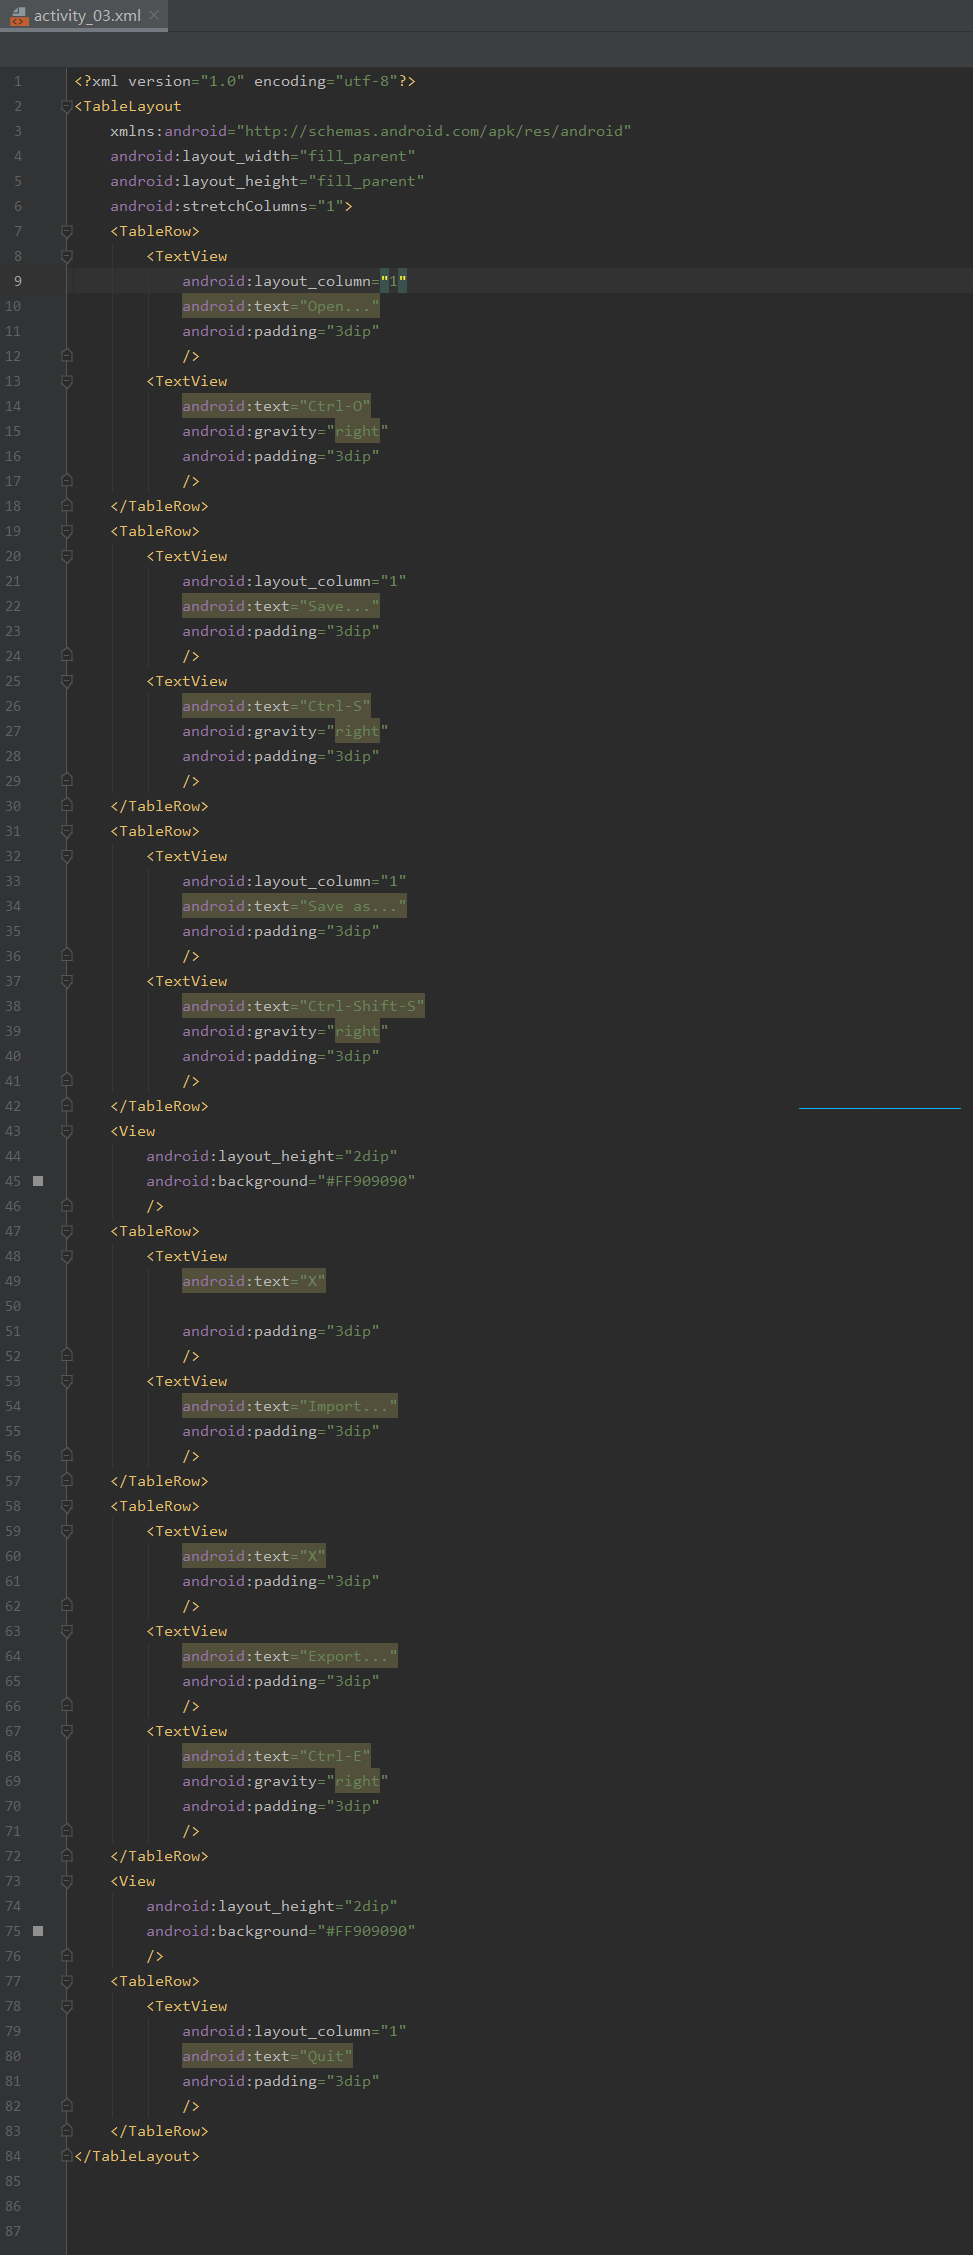 activity_03.xml
1 <?xml version="1.0" encoding="utf-8"?>
2 <TableLayout
3 xmlns:android="http://schemas.android.com/apk/res/android"
4 android:layout_width="fill_parent"
5 android:layout_height="fill_parent"
6 android:stretchColumns="1">
7 <TableRow>
8 <TextView
9 android:layout_column="1"
10 android:text="Open..."
11 android:padding="3dip"
12 />
13 <TextView
14 android:text="Ctrl-O"
15 android:gravity="right"
16 android:padding="3dip"
17 />
18 </TableRow>
19 <TableRow>
20 <TextView
21 android:layout_column="1"
22 android:text="Save..."
23 android:padding="3dip"
24 />
25 <TextView
26 android:text="Ctrl-S"
27 android:gravity="right"
28 android:padding="3dip"
29 />
30 </TableRow>
31 <TableRow>
32 <TextView
33 android:layout_column="1"
34 android:text="Save as..."
35 android:padding="3dip"
36 />
37 <TextView
38 android:text="Ctrl-Shift-S"
39 android:gravity="right"
40 android:padding="3dip"
41 />
42 </TableRow>
43 <View
44 android:layout_height="2dip"
45 android:background="#FF909090"
46 />
47 <TableRow>
48 <TextView
49 android:text="X"
50
51 android:padding="3dip"
52 />
53 <TextView
54 android:text="Import..."
55 android:padding="3dip"
56 />
57 </TableRow>
58 <TableRow>
59 <TextView
60 android:text="X"
61 android:padding="3dip"
62 />
63 <TextView
64 android:text="Export..."
65 android:padding="3dip"
66 />
67 <TextView
68 android:text="Ctrl-E"
69 android:gravity="right"
70 android:padding="3dip"
71 />
72 </TableRow>
73 <View
74 android:layout_height="2dip"
75 android:background="#FF909090"
76 />
77 <TableRow>
78 <TextView
79 android:layout_column="1"
80 android:text="Quit"
81 android:padding="3dip"
82 />
83 </TableRow>
84 </TableLayout>
85
86
87